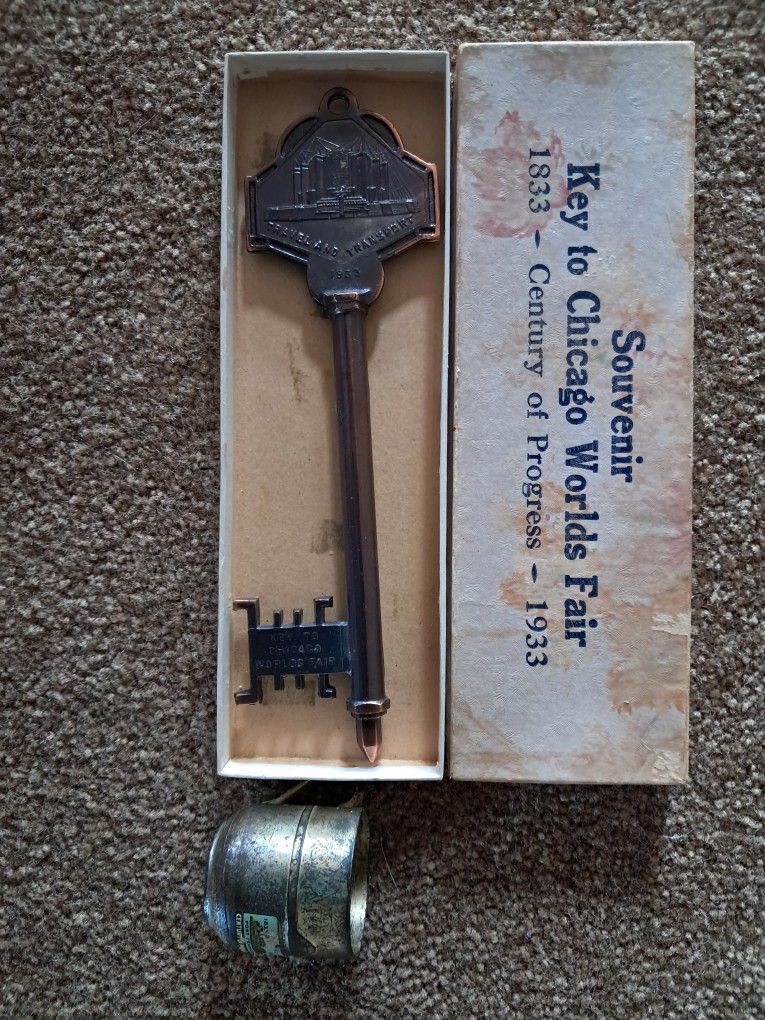 TRAVEL AND TRANSPORT
1933
KEY TO
CHICAGO
WORLDS FAIR
Souvenir
Key to Chicago Worlds Fair
1833 - Century of Progress - 1933